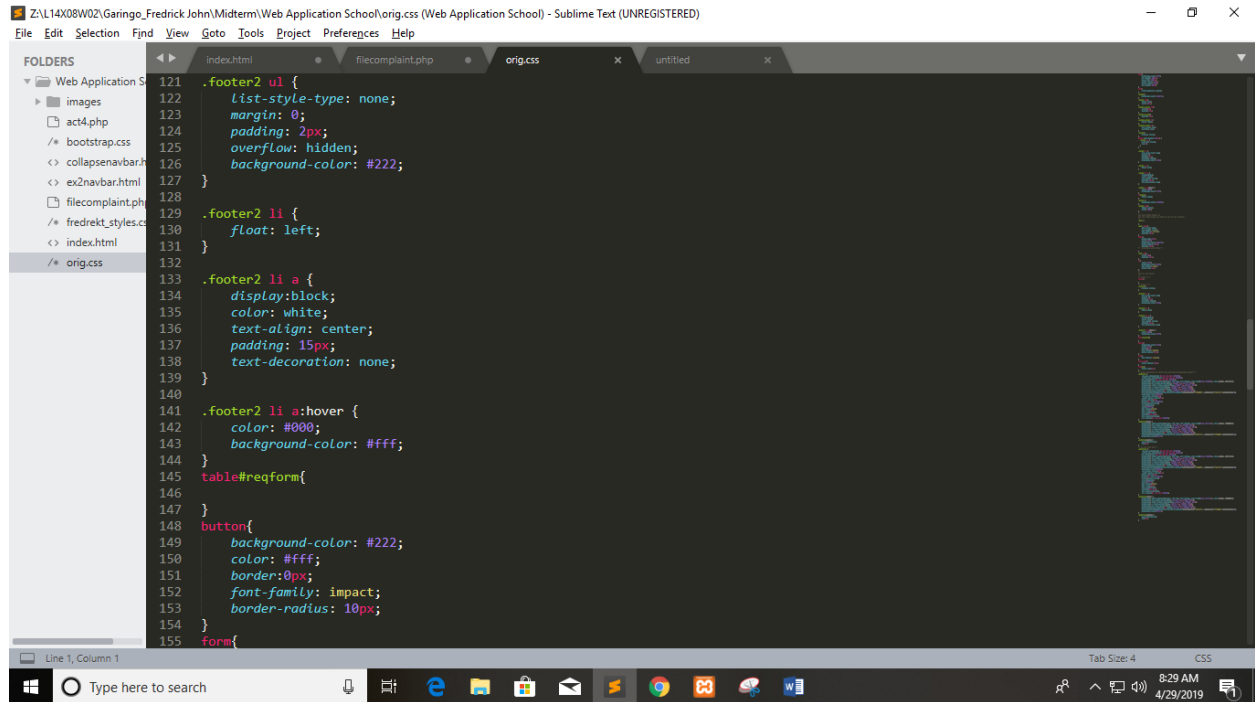 Z:\L14X08W02\Garingo_Fredrick John\Midterm\Web Application School\orig.css (Web Application School) - Sublime Text (UNREGISTERED)
File Edit Selection Find View Goto Tools Project Preferences Help
FOLDERS
Web Application S
images
act4.php
/* bootstrap.css
<> collapsenavbar.h
<> ex2navbar.html
filecomplaint.ph
/* fredrekt_styles.cs
<> index.html
/* orig.css
index.html
filecomplaint.php
orig.css
untitled
121 .footer2 ul {
122     list-style-type: none;
123     margin: 0;
124     padding: 2px;
125     overflow: hidden;
126     background-color: #222;
127 }
128
129 .footer2 li {
130     float: left;
131 }
132
133 .footer2 li a {
134     display:block;
135     color: white;
136     text-align: center;
137     padding: 15px;
138     text-decoration: none;
139 }
140
141 .footer2 li a:hover {
142     color: #000;
143     background-color: #fff;
144 }
145 table#reqform{
146
147 }
148 button{
149     background-color: #222;
150     color: #fff;
151     border:0px;
152     font-family: impact;
153     border-radius: 10px;
154 }
155 form{
Line 1, Column 1
Tab Size: 4
CSS
Type here to search
8:29 AM
4/29/2019
1